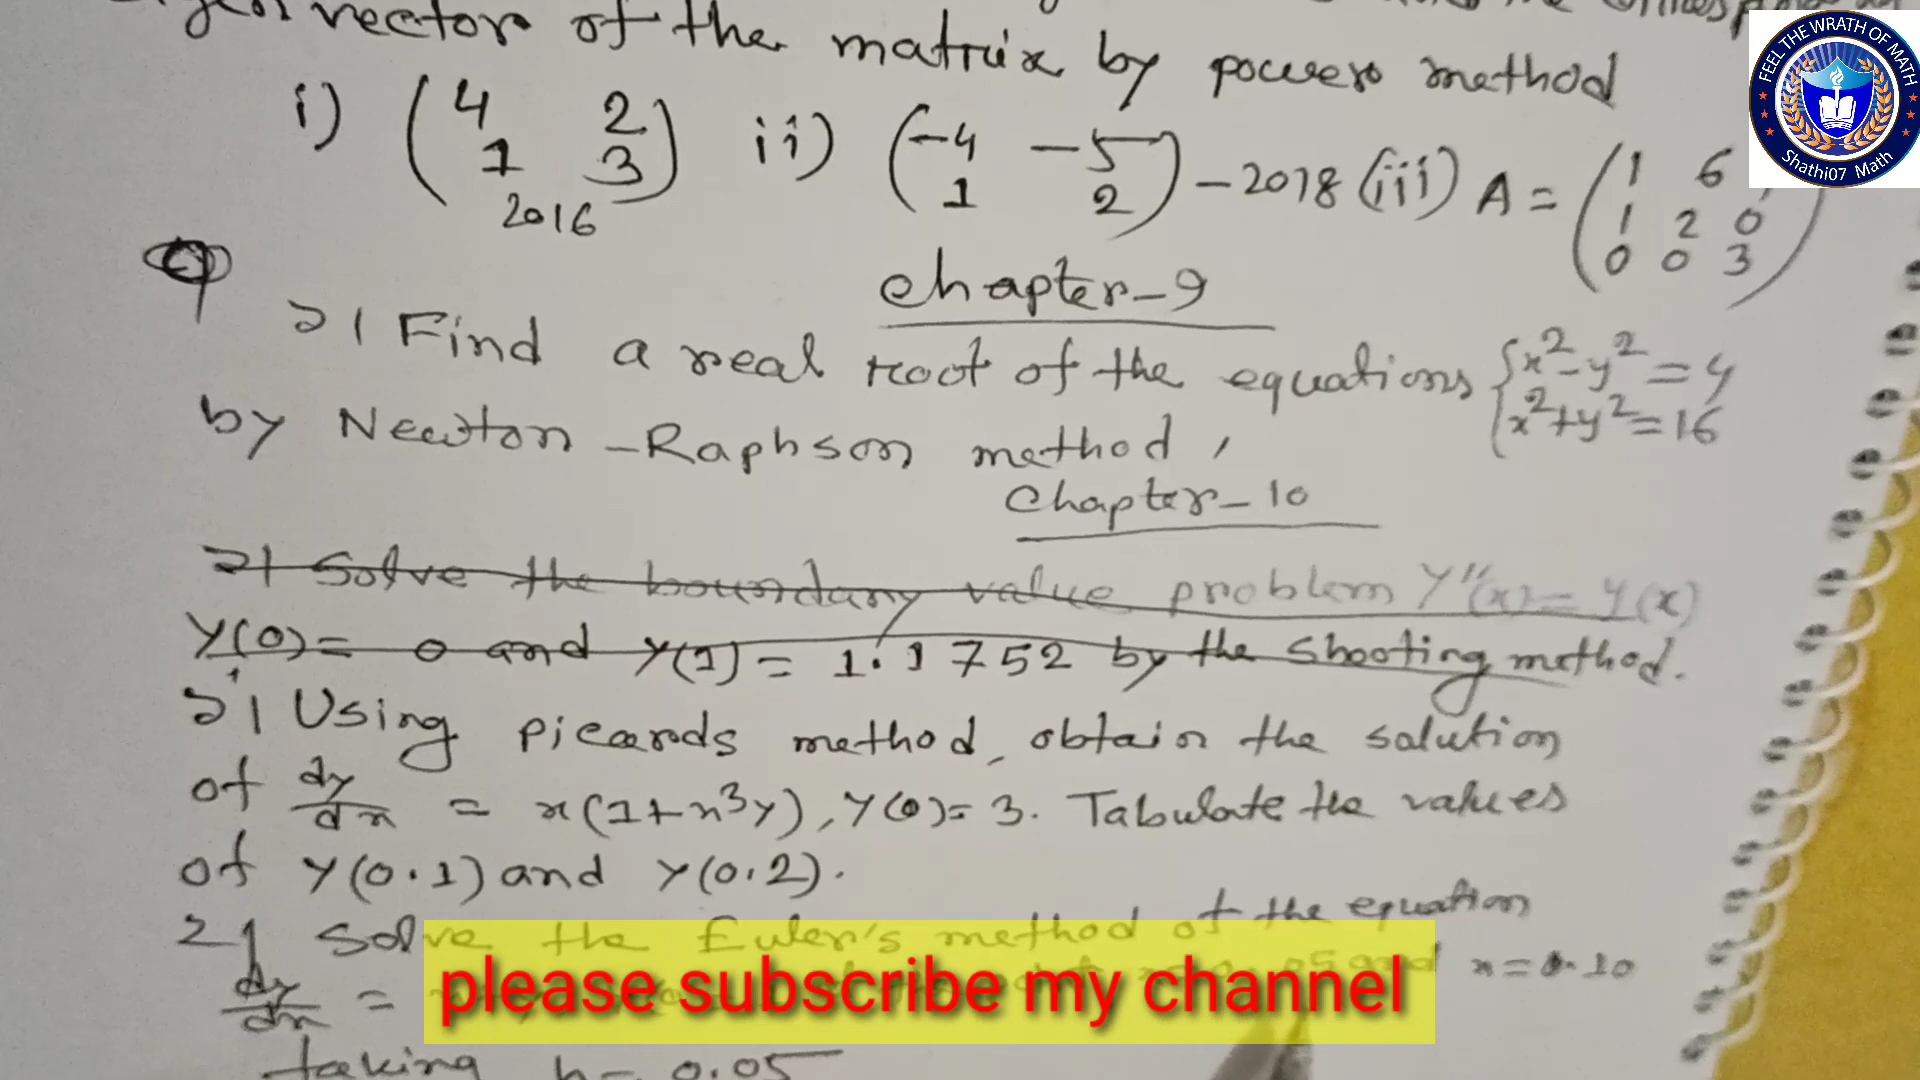 vector of the matrix by power method
i) (4 2
1 3)
2016
ii) (-4 -5
1 2) -2018
(iii) A = (1 6
1 2 0
0 0 3)
FEEL THE WRATH OF MATH
Shathi07 Math
Chapter-9
২। Find a real root of the equations {x²-y²=4
x²+y²=16
by Newton-Raphson method,
Chapter-10
২। Solve the boundary value problem Y"(x)=Y(x)
Y(0)= 0 and Y(1)= 1.1752 by the shooting method.
২। Using picards method, obtain the solution
of dy/dx = x(1+x³y), Y(0)=3. Tabulate the values
of Y(0.1) and Y(0.2).
২। Solve the Euler's method of the equation
dy/dx = x=0.10
please subscribe my channel
taking h=0.05